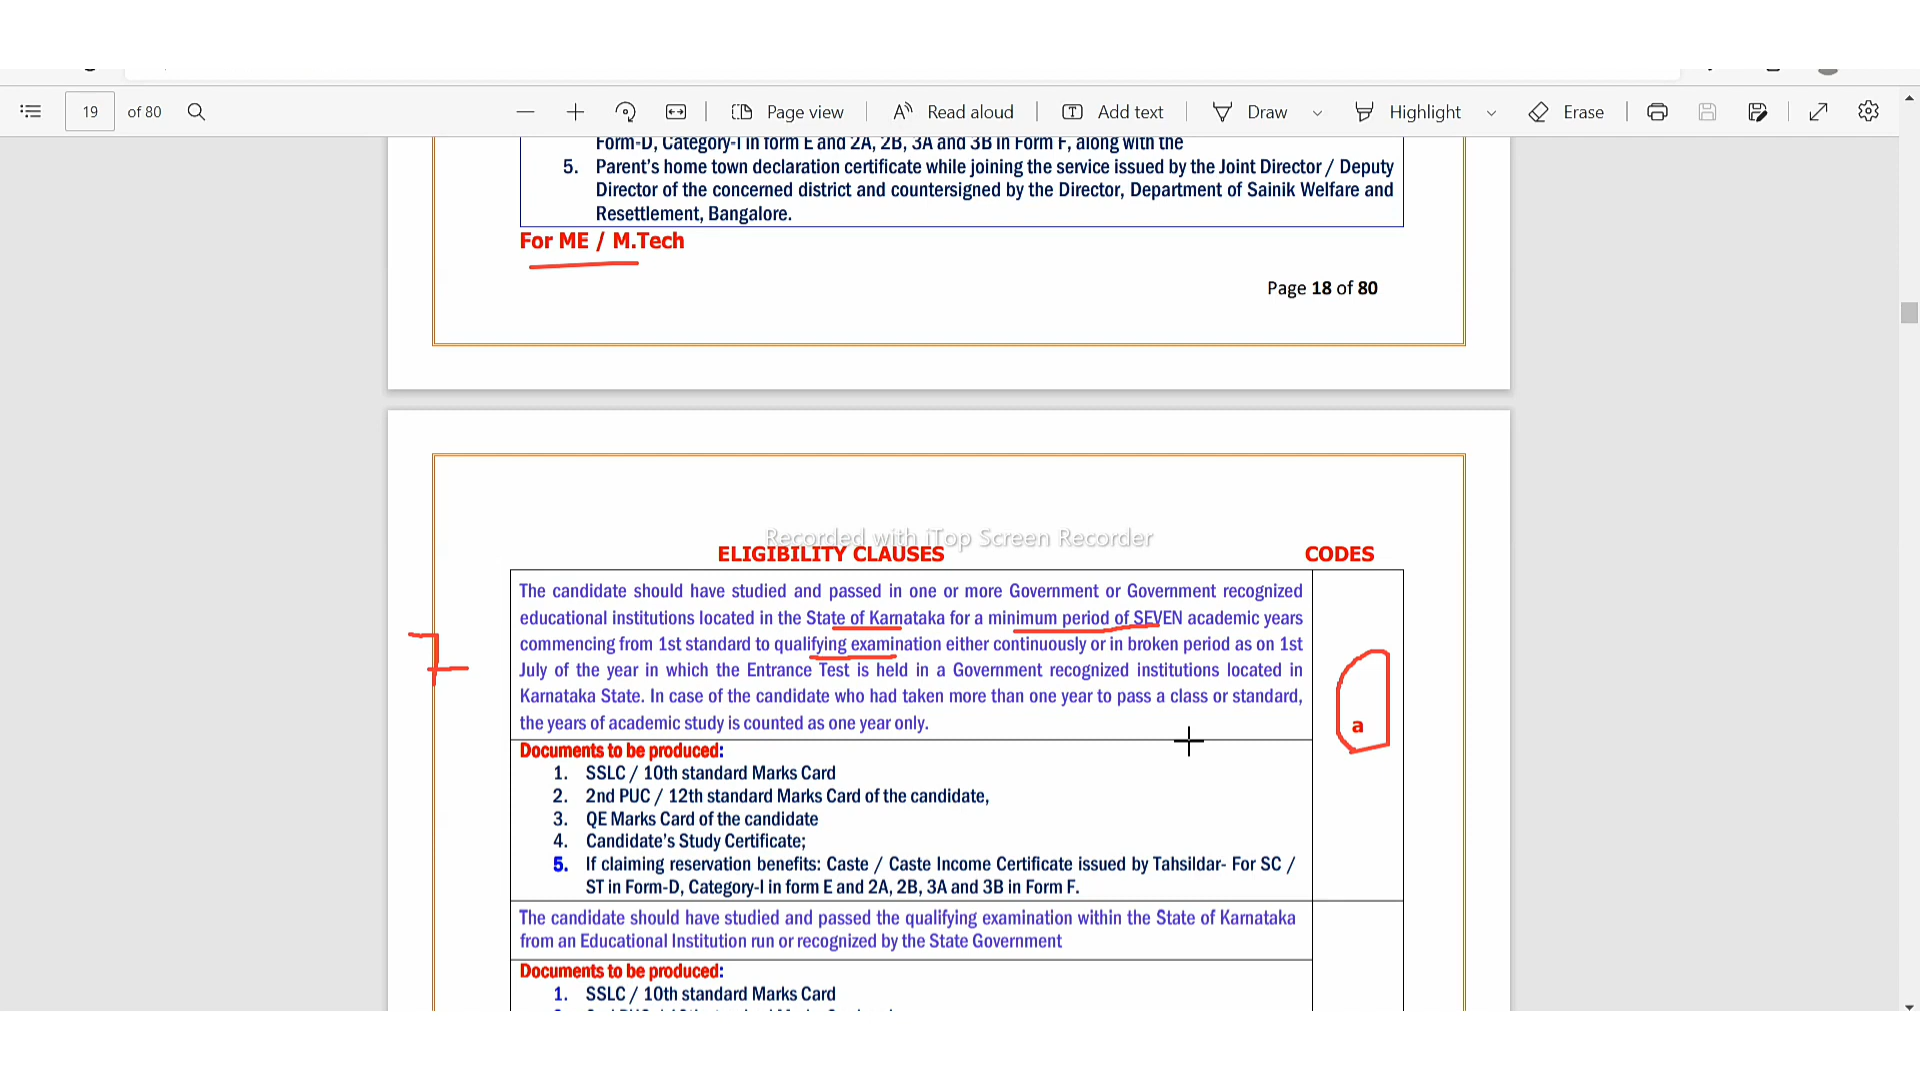 19 of 80 Page view Read aloud Add text Draw Highlight Erase
Form-D, Category-I in form E and 2A, 2B, 3A and 3B in Form F, along with the
5. Parent's home town declaration certificate while joining the service issued by the Joint Director / Deputy
Director of the concerned district and countersigned by the Director, Department of Sainik Welfare and
Resettlement, Bangalore.
For ME / M.Tech
Page 18 of 80
Recorded with iTop Screen Recorder
ELIGIBILITY CLAUSES CODES
The candidate should have studied and passed in one or more Government or Government recognized
educational institutions located in the State of Karnataka for a minimum period of SEVEN academic years
commencing from 1st standard to qualifying examination either continuously or in broken period as on 1st
July of the year in which the Entrance Test is held in a Government recognized institutions located in
Karnataka State. In case of the candidate who had taken more than one year to pass a class or standard,
the years of academic study is counted as one year only.
a
7
Documents to be produced:
1. SSLC / 10th standard Marks Card
2. 2nd PUC / 12th standard Marks Card of the candidate,
3. QE Marks Card of the candidate
4. Candidate's Study Certificate;
5. If claiming reservation benefits: Caste / Caste Income Certificate issued by Tahsildar- For SC /
ST in Form-D, Category-I in form E and 2A, 2B, 3A and 3B in Form F.
The candidate should have studied and passed the qualifying examination within the State of Karnataka
from an Educational Institution run or recognized by the State Government
Documents to be produced:
1. SSLC / 10th standard Marks Card